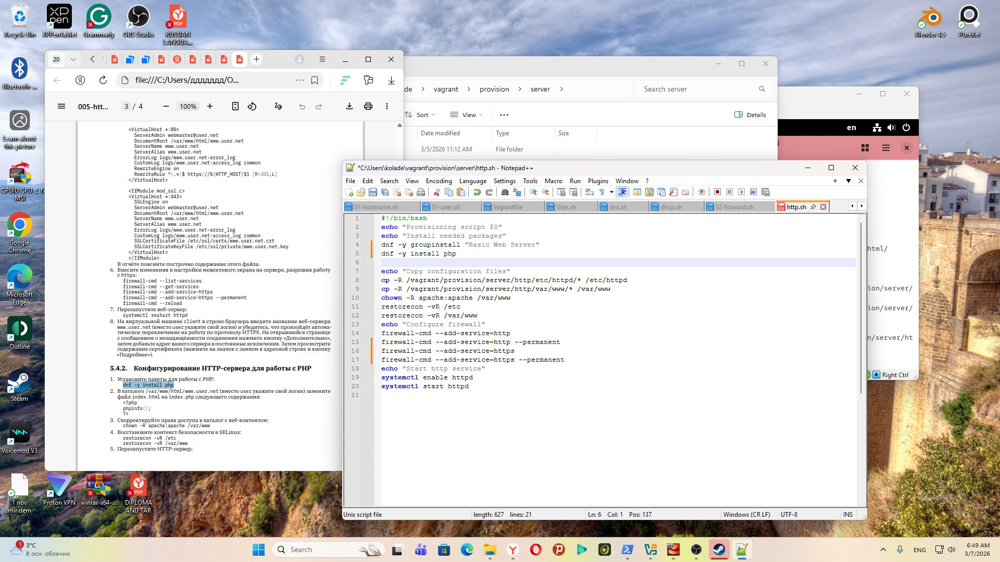 Recycle Bin
XPPenTablet
Grammarly
OBS Studio
RUSSIAN LANGUA...
Blender 4.5
PureRef
Bluetooth-...
Learn about this picture
CPUID CPU-Z MSI
Google Chrome
Microsoft Edge
Outline
Steam
Voicemod V3
1 nov mir.dem
Proton VPN
winrar-x64-...
DIPLOMA AND TAR
20
file:///C:/Users/ддддддд/O...
005-htt...
3 / 4
100%
<VirtualHost *:80>
ServerAdmin webmaster@user.net
DocumentRoot /var/www/html/www.user.net
ServerName www.user.net
ServerAlias www.user.net
ErrorLog logs/www.user.net-error_log
CustomLog logs/www.user.net-access_log common
RewriteEngine on
RewriteRule ^(.*)$ https://%{HTTP_HOST}$1 [R=301,L]
</VirtualHost>
<IfModule mod_ssl.c>
<VirtualHost *:443>
SSLEngine on
ServerAdmin webmaster@user.net
DocumentRoot /var/www/html/www.user.net
ServerName www.user.net
ServerAlias www.user.net
ErrorLog logs/www.user.net-error_log
CustomLog logs/www.user.net-access_log common
SSLCertificateFile /etc/ssl/certs/www.user.net.crt
SSLCertificateKeyFile /etc/ssl/private/www.user.net.key
</VirtualHost>
</IfModule>
В отчёте поясните построчно содержание этого файла.
6. Внесите изменения в настройки межсетевого экрана на сервере, разрешив работу
с https:
firewall-cmd --list-services
firewall-cmd --get-services
firewall-cmd --add-service=https
firewall-cmd --add-service=https --permanent
firewall-cmd --reload
7. Перезапустите веб-сервер:
systemctl restart httpd
8. На виртуальной машине client в строке браузера введите название веб-сервера
www.user.net (вместо user укажите свой логин) и убедитесь, что произойдёт автома-
тическое переключение на работу по протоколу HTTPS. На открывшейся странице
с сообщением о незащищённости соединения нажмите кнопку «Дополнительно»,
затем добавьте адрес вашего сервера в постоянные исключения. Затем просмотрите
содержание сертификата (нажмите на значок с замком в адресной строке и кнопку
«Подробнее»).
5.4.2. Конфигурирование HTTP-сервера для работы с PHP
1. Установите пакеты для работы с PHP:
dnf -y install php
2. В каталоге /var/www/html/www.user.net (вместо user укажите свой логин) замените
файл index.html на index.php следующего содержания:
<?php
phpinfo();
?>
3. Скорректируйте права доступа в каталог с веб-контентом:
chown -R apache:apache /var/www
4. Восстановите контекст безопасности в SELinux:
restorecon -vR /etc
restorecon -vR /var/www
5. Перезапустите HTTP-сервер:
de > vagrant > provision > server >
Search server
Sort View ... Details
Date modified Type Size
3/5/2026 11:12 AM File folder
en
html/
ion/server/
ion/server/
n/server/ht
Right Ctrl
*C:\Users\kolade\vagrant\provision\server\http.sh - Notepad++
File Edit Search View Encoding Language Settings Tools Macro Run Plugins Window ?
01-hostname.sh 01-user.sh Vagrantfile User.sh dns.sh dhcp.sh 02-forward.sh http.sh
1 #!/bin/bash
2 echo "Provisioning script $0"
3 echo "Install needed packages"
4 dnf -y groupinstall "Basic Web Server"
5 dnf -y install php
6
7 echo "Copy configuration files"
8 cp -R /vagrant/provision/server/http/etc/httpd/* /etc/httpd
9 cp -R /vagrant/provision/server/http/var/www/* /var/www
10 chown -R apache:apache /var/www
11 restorecon -vR /etc
12 restorecon -vR /var/www
13 echo "Configure firewall"
14 firewall-cmd --add-service=http
15 firewall-cmd --add-service=http --permanent
16 firewall-cmd --add-service=https
17 firewall-cmd --add-service=https --permanent
18 echo "Start http service"
19 systemctl enable httpd
20 systemctl start httpd
21
Unix script file length: 627 lines: 21 Ln: 6 Col: 1 Pos: 137 Windows (CR LF) UTF-8 INS
1
3°C
В осн. облачно
Search
ENG
6:49 AM
3/7/2026